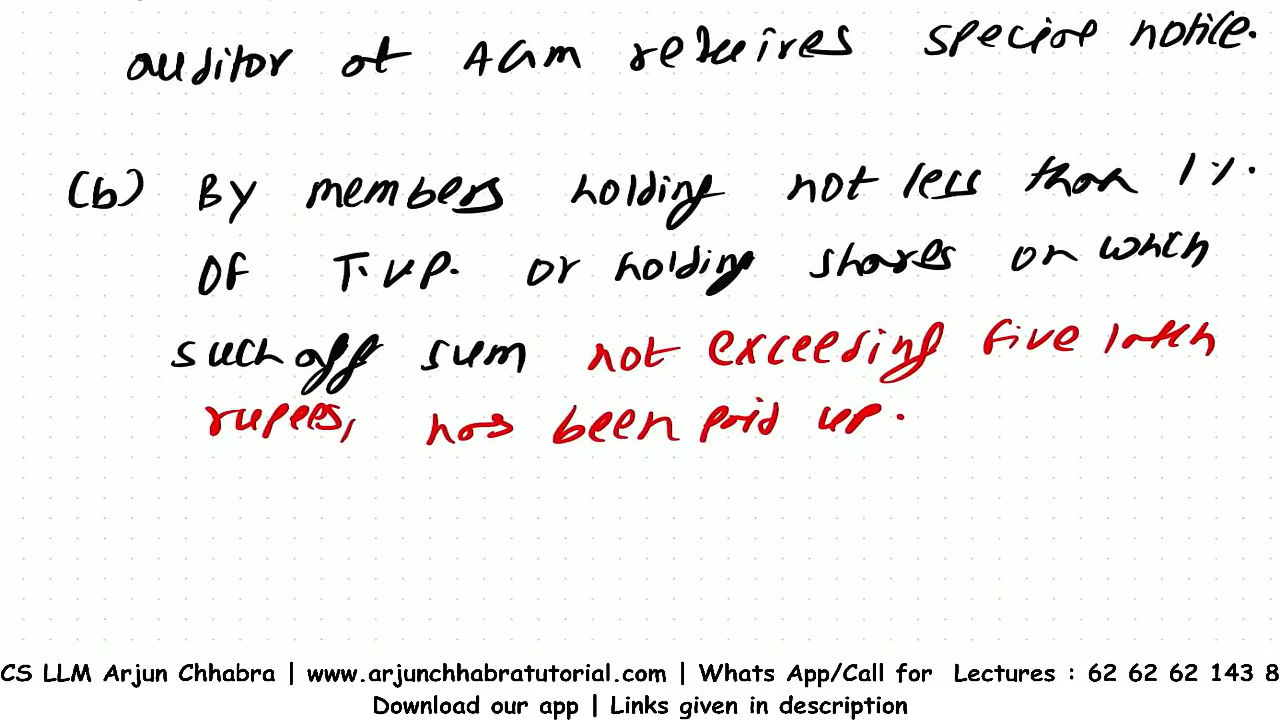 auditor at AGM requires special notice.
(b) By members holding not less than 1%.
OF T.V.P. or holding shares on which
such agg sum not exceeding five lakh
rupees, has been paid up.
CS LLM Arjun Chhabra | www.arjunchhabratutorial.com | Whats App/Call for Lectures : 62 62 62 143 8
Download our app | Links given in description